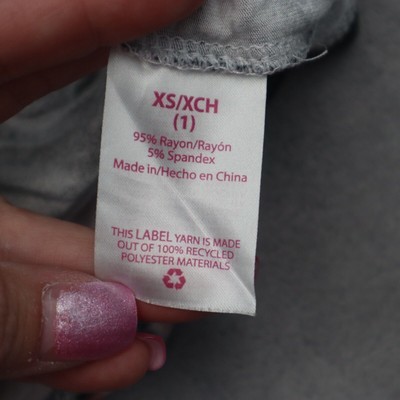 XS/XCH
(1)
95% Rayon/Rayón
5% Spandex
Made in/Hecho en China
THIS LABEL YARN IS MADE
OUT OF 100% RECYCLED
POLYESTER MATERIALS